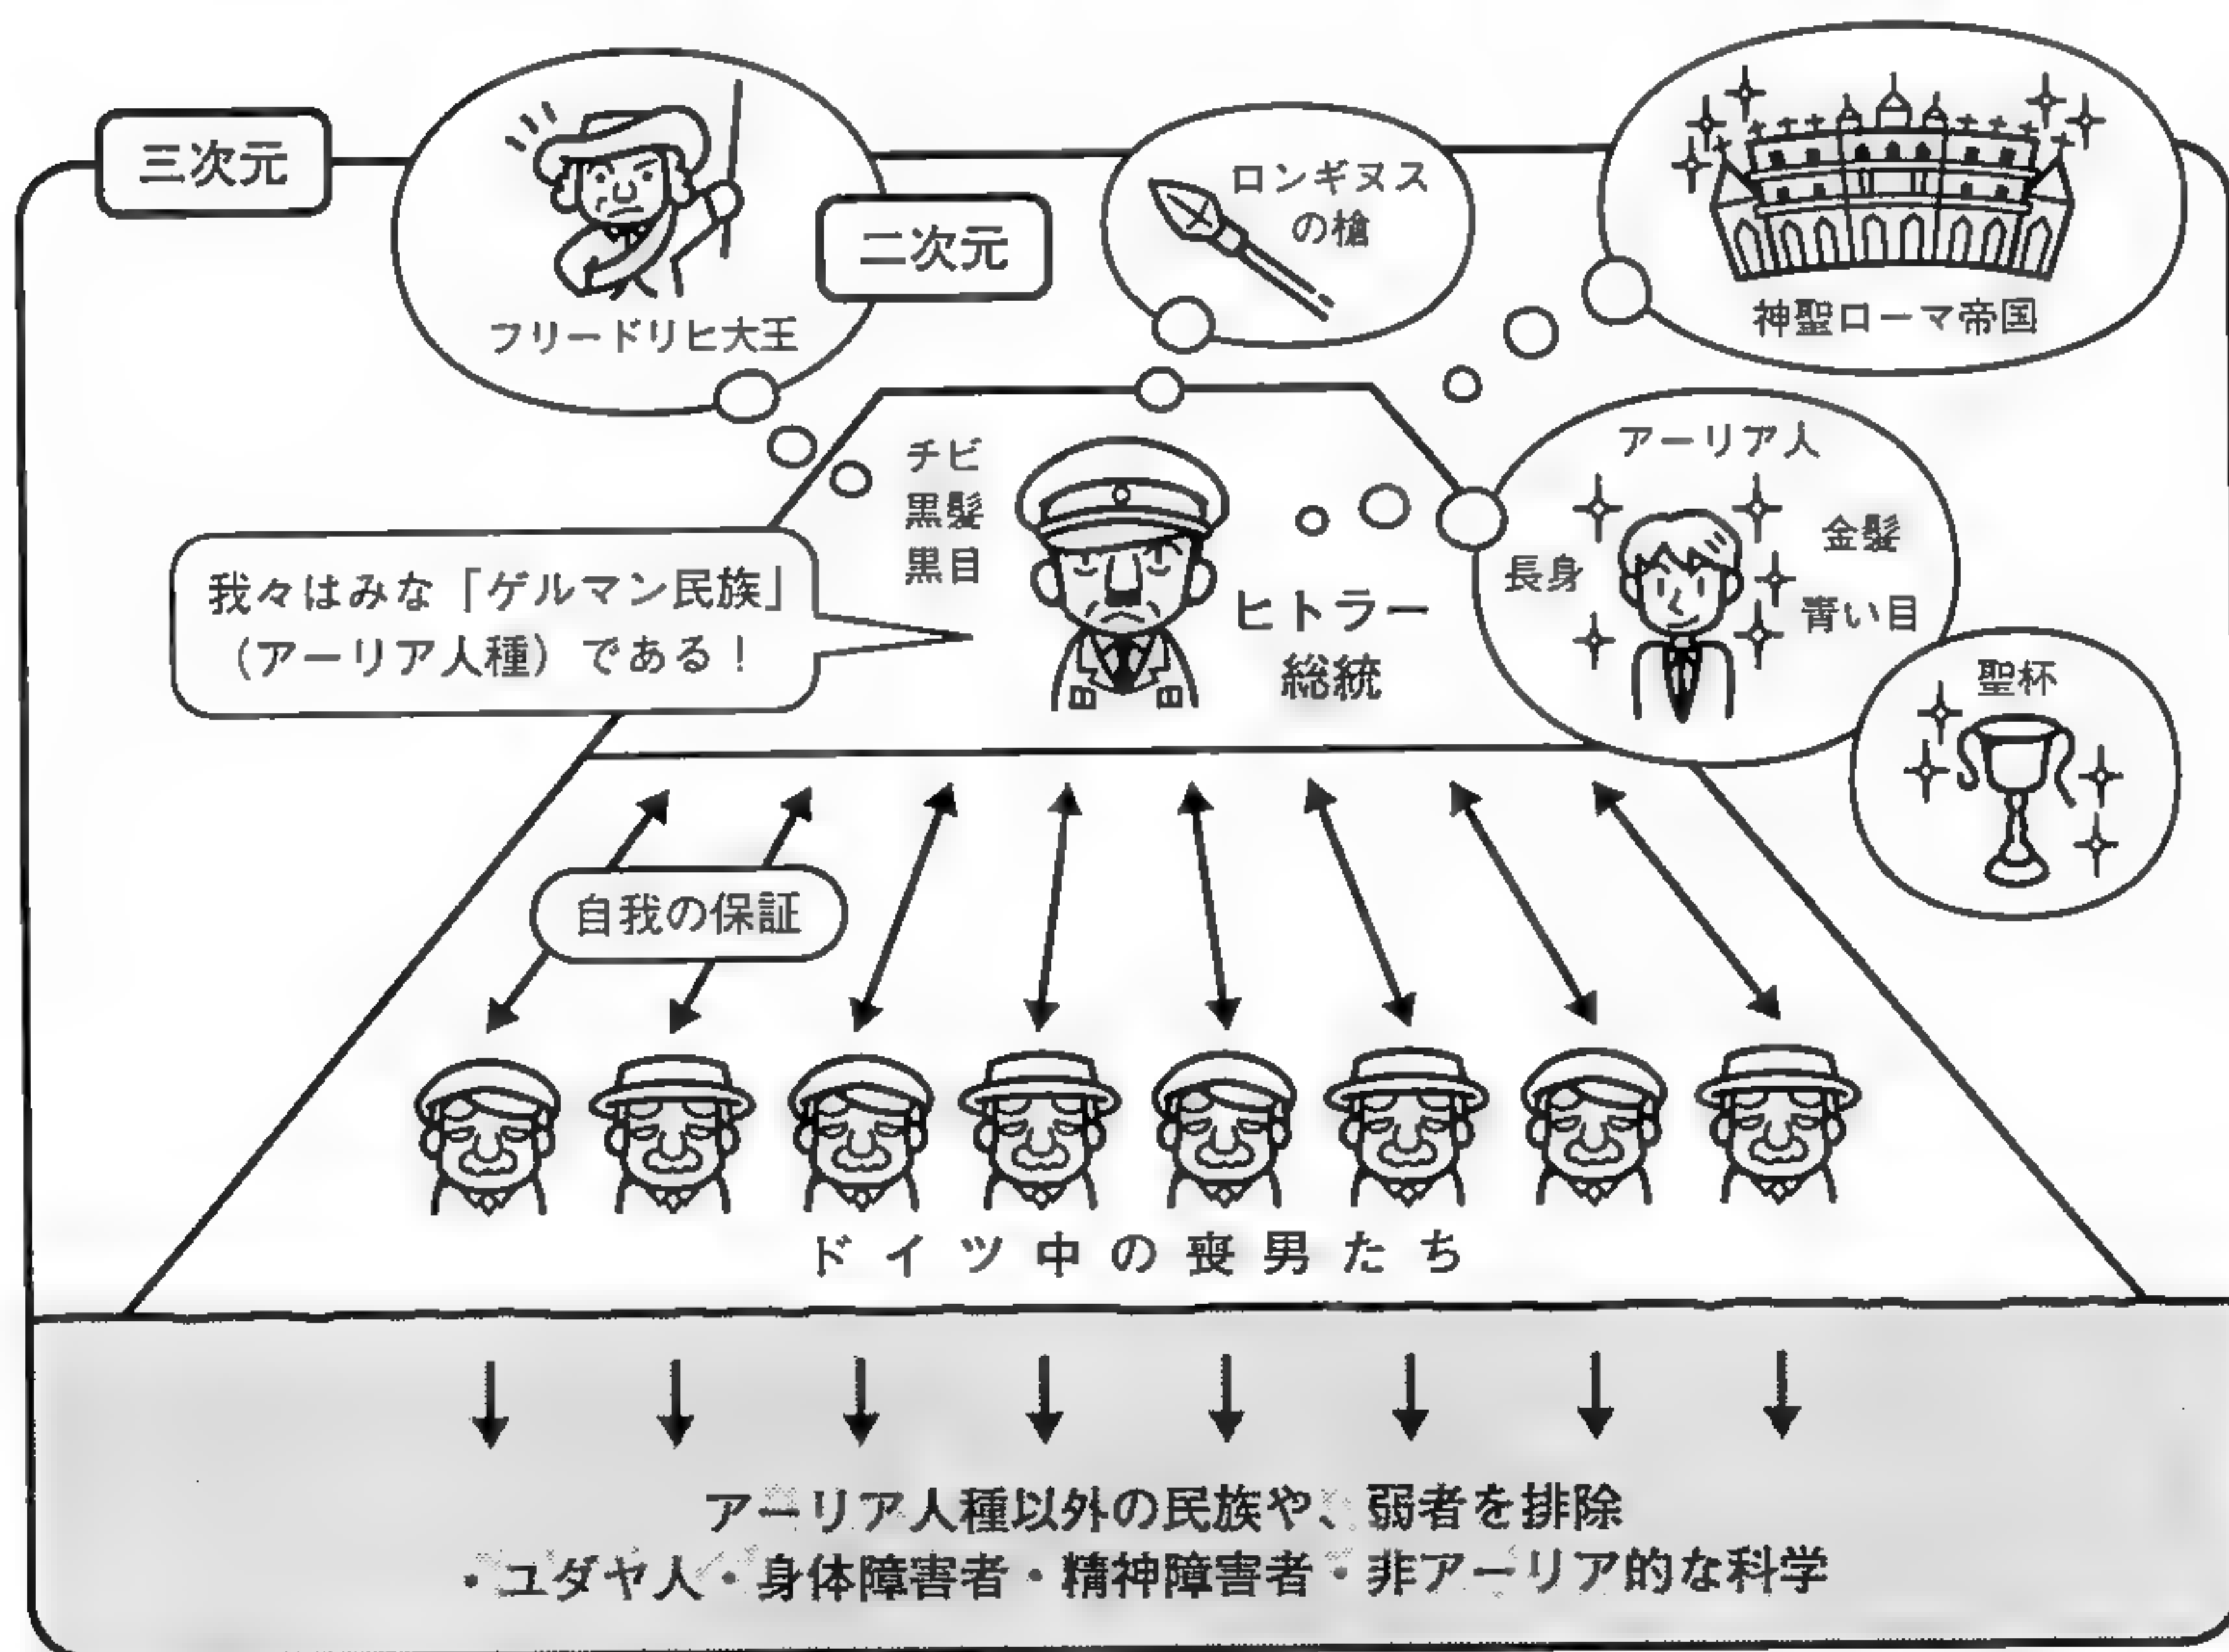 三次元
フリードリヒ大王
二次元
ロンギヌス
の槍
神聖ローマ帝国
チビ
黒髪
黒目
我々はみな「ゲルマン民族」
(アーリア人種)である!
ヒトラー
総統
アーリア人
長身
金髪
青い目
聖杯
自我の保証
ドイツ中の喪男たち
アーリア人種以外の民族や、弱者を排除
・ユダヤ人・身体障害者・精神障害者・非アーリア的な科学